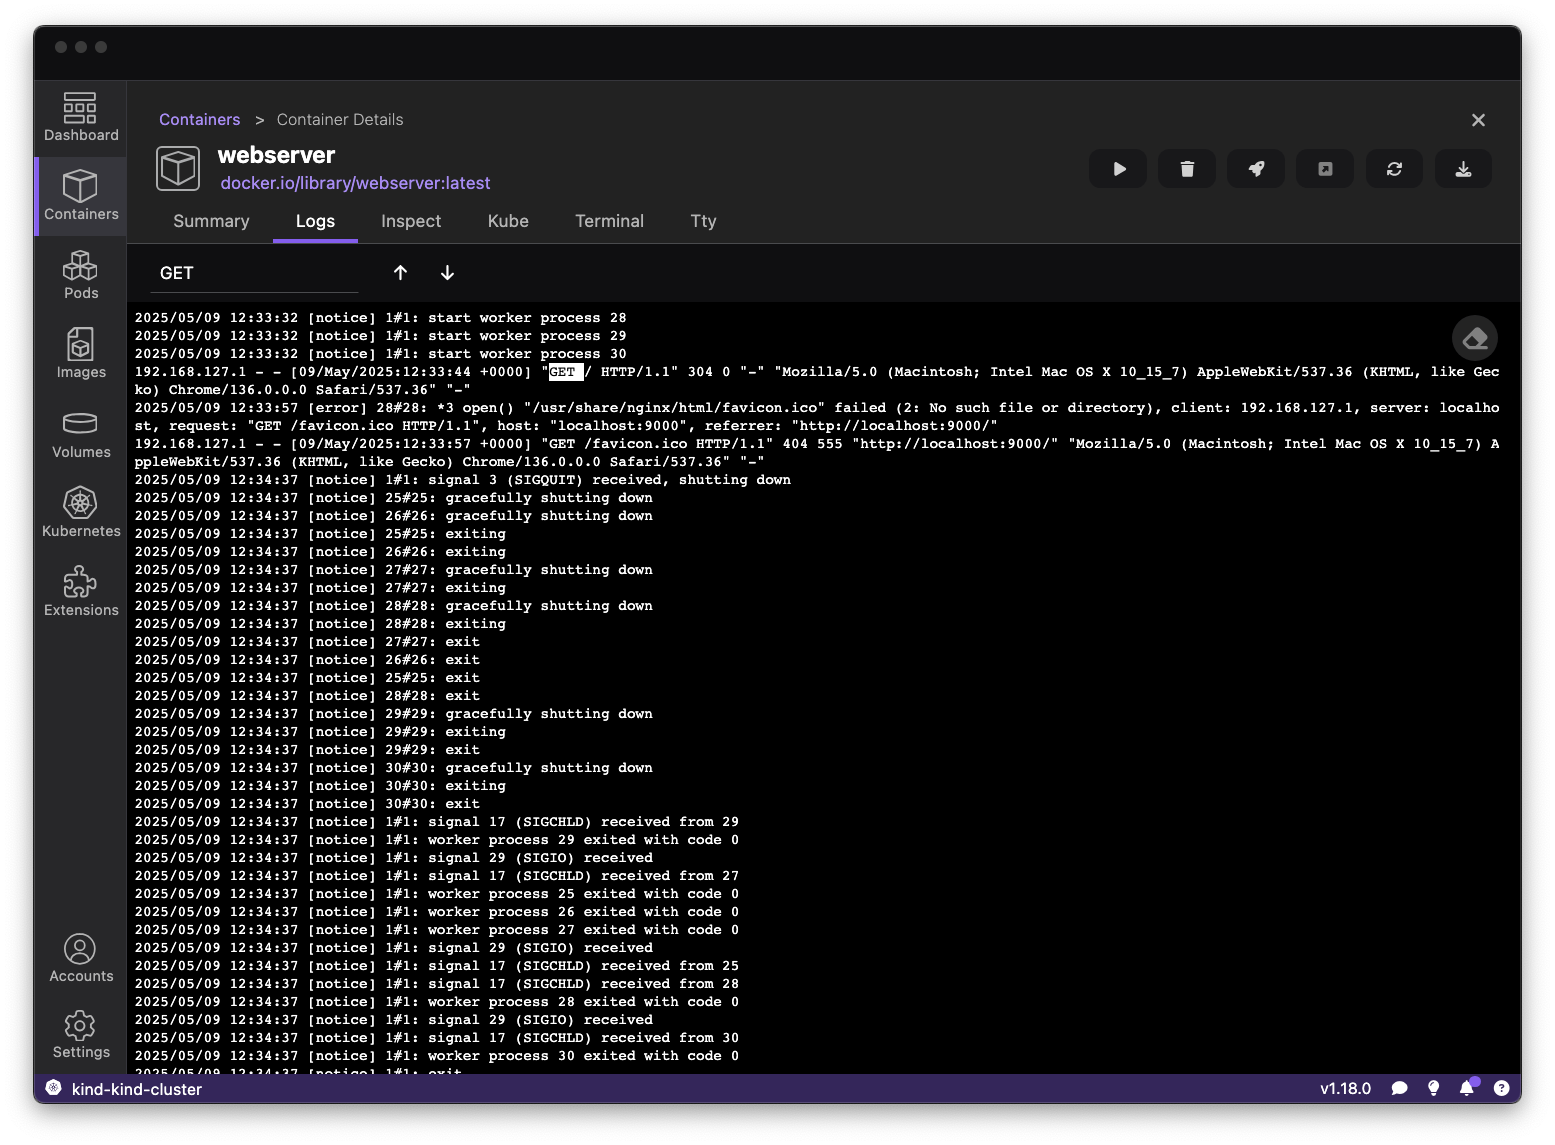 Dashboard
Containers
Pods
Images
Volumes
Kubernetes
Extensions
Accounts
Settings
Containers > Container Details
webserver
docker.io/library/webserver:latest
Summary Logs Inspect Kube Terminal Tty
GET
2025/05/09 12:33:32 [notice] 1#1: start worker process 28
2025/05/09 12:33:32 [notice] 1#1: start worker process 29
2025/05/09 12:33:32 [notice] 1#1: start worker process 30
192.168.127.1 - - [09/May/2025:12:33:44 +0000] "GET / HTTP/1.1" 304 0 "-" "Mozilla/5.0 (Macintosh; Intel Mac OS X 10_15_7) AppleWebKit/537.36 (KHTML, like Gec
ko) Chrome/136.0.0.0 Safari/537.36" "-"
2025/05/09 12:33:57 [error] 28#28: *3 open() "/usr/share/nginx/html/favicon.ico" failed (2: No such file or directory), client: 192.168.127.1, server: localho
st, request: "GET /favicon.ico HTTP/1.1", host: "localhost:9000", referrer: "http://localhost:9000/"
192.168.127.1 - - [09/May/2025:12:33:57 +0000] "GET /favicon.ico HTTP/1.1" 404 555 "http://localhost:9000/" "Mozilla/5.0 (Macintosh; Intel Mac OS X 10_15_7) A
ppleWebKit/537.36 (KHTML, like Gecko) Chrome/136.0.0.0 Safari/537.36" "-"
2025/05/09 12:34:37 [notice] 1#1: signal 3 (SIGQUIT) received, shutting down
2025/05/09 12:34:37 [notice] 25#25: gracefully shutting down
2025/05/09 12:34:37 [notice] 26#26: gracefully shutting down
2025/05/09 12:34:37 [notice] 25#25: exiting
2025/05/09 12:34:37 [notice] 26#26: exiting
2025/05/09 12:34:37 [notice] 27#27: gracefully shutting down
2025/05/09 12:34:37 [notice] 27#27: exiting
2025/05/09 12:34:37 [notice] 28#28: gracefully shutting down
2025/05/09 12:34:37 [notice] 28#28: exiting
2025/05/09 12:34:37 [notice] 27#27: exit
2025/05/09 12:34:37 [notice] 26#26: exit
2025/05/09 12:34:37 [notice] 25#25: exit
2025/05/09 12:34:37 [notice] 28#28: exit
2025/05/09 12:34:37 [notice] 29#29: gracefully shutting down
2025/05/09 12:34:37 [notice] 29#29: exiting
2025/05/09 12:34:37 [notice] 29#29: exit
2025/05/09 12:34:37 [notice] 30#30: gracefully shutting down
2025/05/09 12:34:37 [notice] 30#30: exiting
2025/05/09 12:34:37 [notice] 30#30: exit
2025/05/09 12:34:37 [notice] 1#1: signal 17 (SIGCHLD) received from 29
2025/05/09 12:34:37 [notice] 1#1: worker process 29 exited with code 0
2025/05/09 12:34:37 [notice] 1#1: signal 29 (SIGIO) received
2025/05/09 12:34:37 [notice] 1#1: signal 17 (SIGCHLD) received from 27
2025/05/09 12:34:37 [notice] 1#1: worker process 25 exited with code 0
2025/05/09 12:34:37 [notice] 1#1: worker process 26 exited with code 0
2025/05/09 12:34:37 [notice] 1#1: worker process 27 exited with code 0
2025/05/09 12:34:37 [notice] 1#1: signal 29 (SIGIO) received
2025/05/09 12:34:37 [notice] 1#1: signal 17 (SIGCHLD) received from 25
2025/05/09 12:34:37 [notice] 1#1: signal 17 (SIGCHLD) received from 28
2025/05/09 12:34:37 [notice] 1#1: worker process 28 exited with code 0
2025/05/09 12:34:37 [notice] 1#1: signal 29 (SIGIO) received
2025/05/09 12:34:37 [notice] 1#1: signal 17 (SIGCHLD) received from 30
2025/05/09 12:34:37 [notice] 1#1: worker process 30 exited with code 0
2025/05/09 12:34:37 [notice] 1#1: exit
kind-kind-cluster
v1.18.0